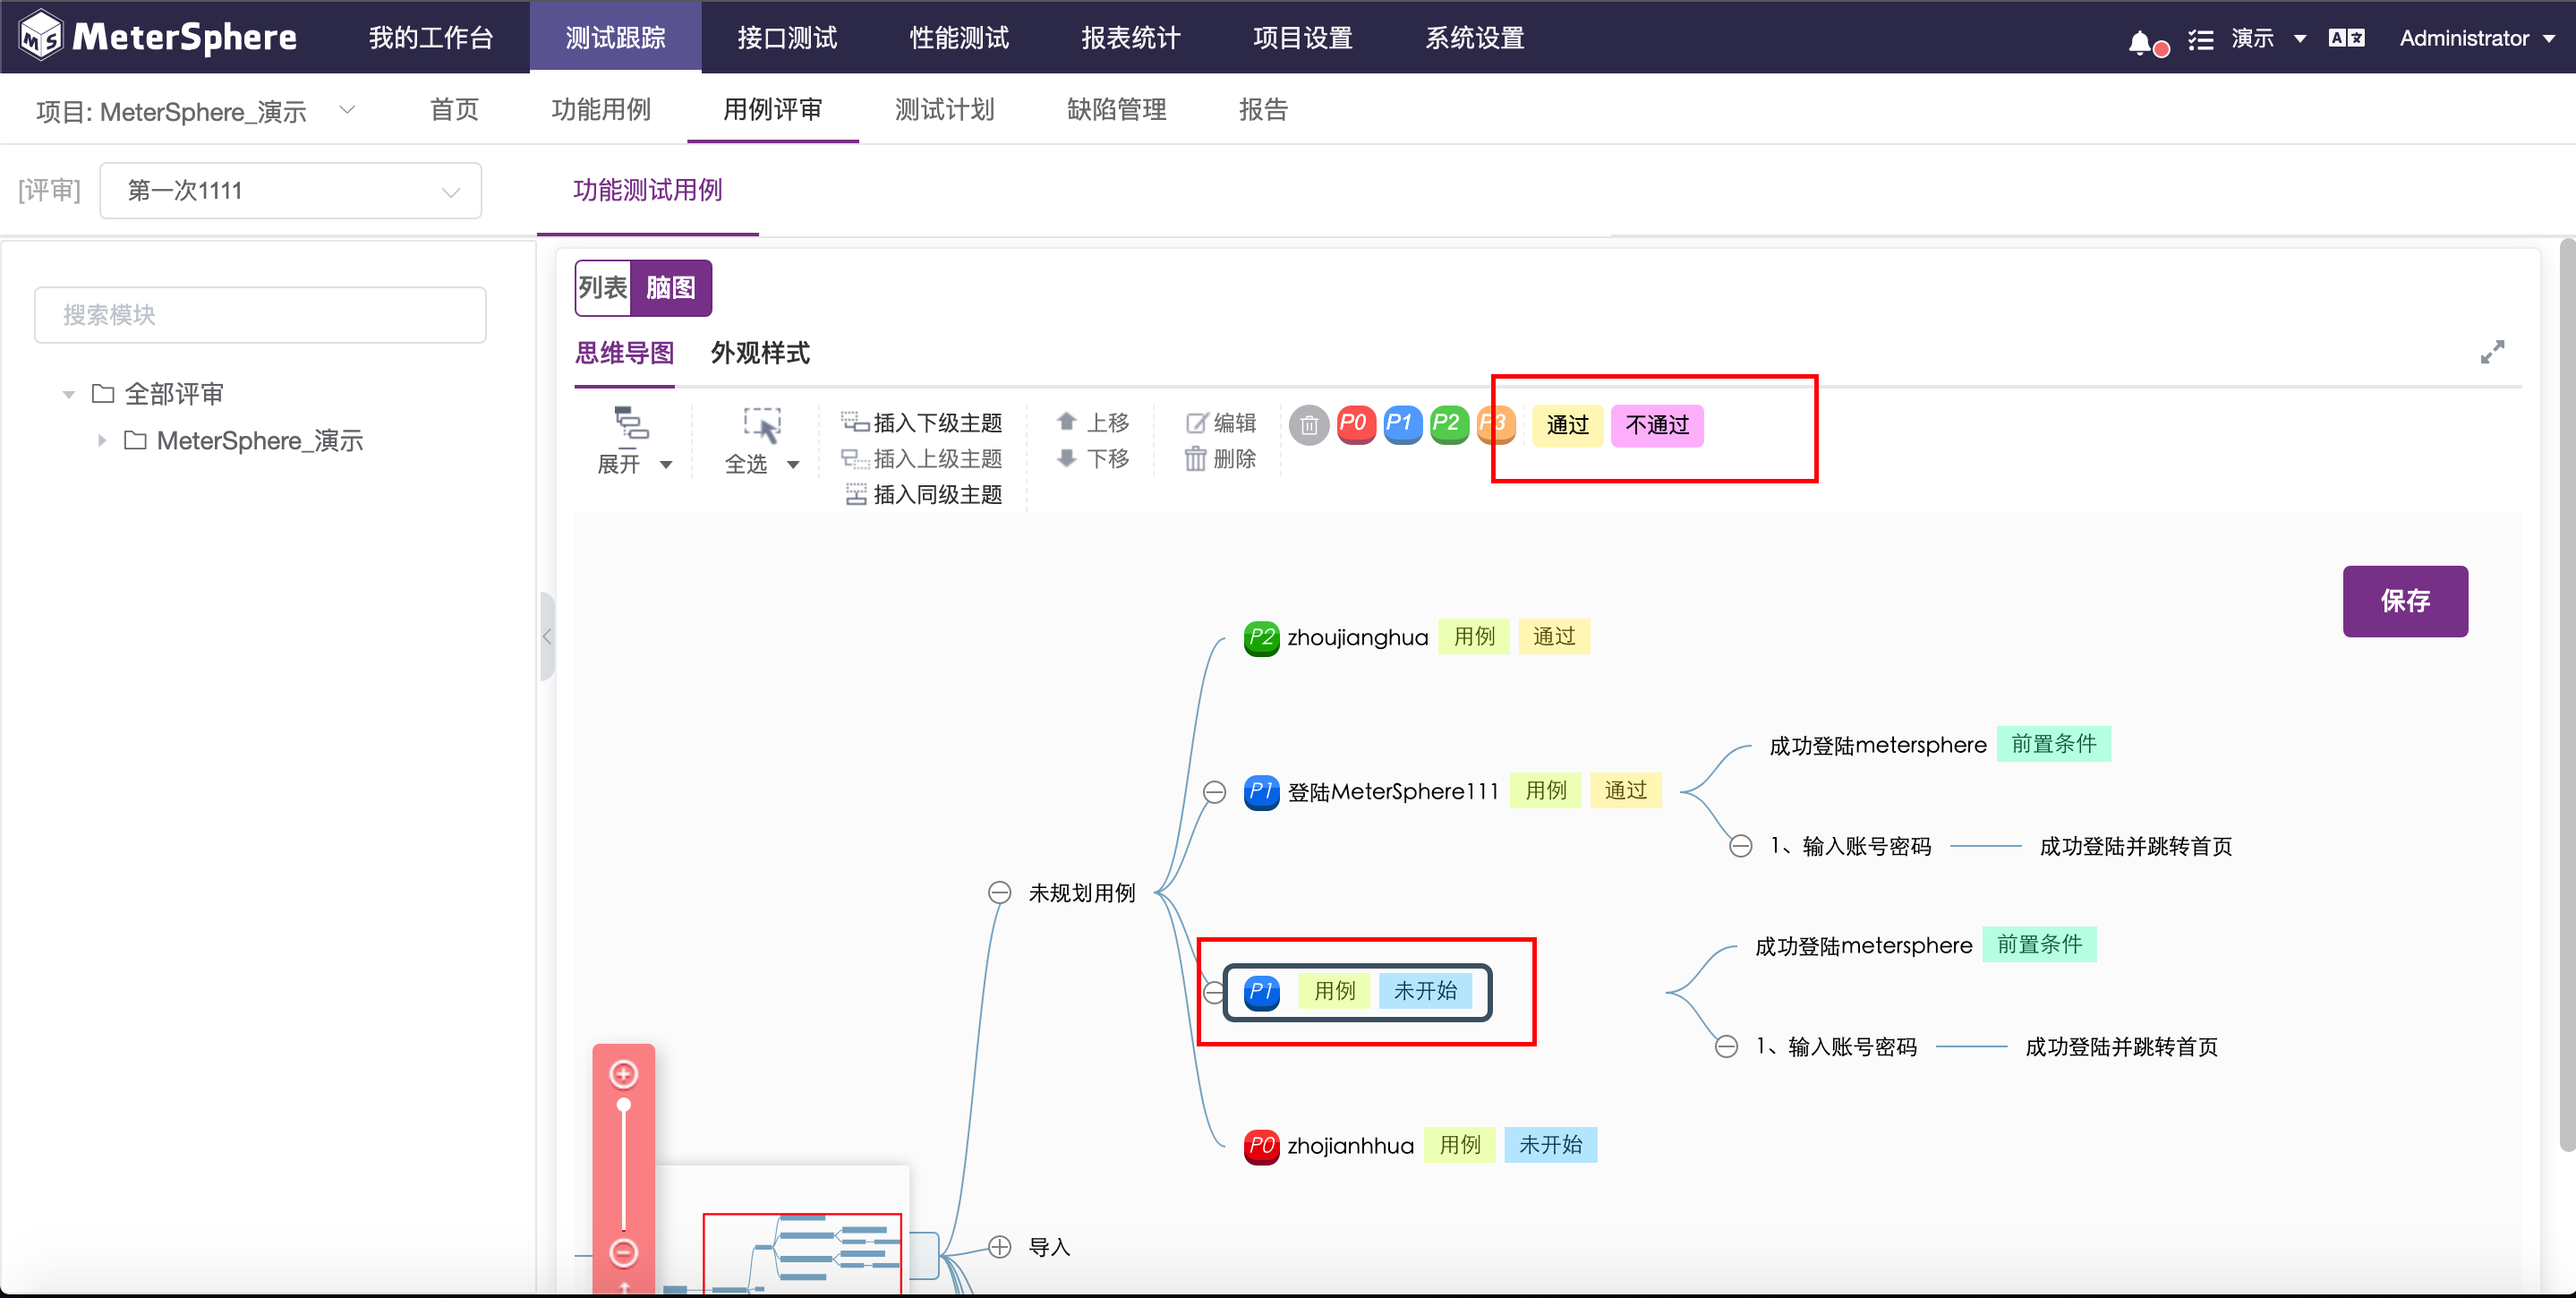 MeterSphere 我的工作台 测试跟踪 接口测试 性能测试 报表统计 项目设置 系统设置 演示 Administrator
项目: MeterSphere_演示 首页 功能用例 用例评审 测试计划 缺陷管理 报告
[评审] 第一次1111 功能测试用例
搜索模块
全部评审
MeterSphere_演示
列表 脑图
思维导图 外观样式
展开
全选
插入下级主题
插入上级主题
插入同级主题
上移
下移
编辑
删除
P0 P1 P2 P3 通过 不通过
保存
P2 zhoujianghua 用例 通过
成功登陆metersphere 前置条件
P1 登陆MeterSphere111 用例 通过
1、输入账号密码 成功登陆并跳转首页
未规划用例
成功登陆metersphere 前置条件
P1 用例 未开始
1、输入账号密码 成功登陆并跳转首页
P0 zhojianhhua 用例 未开始
导入